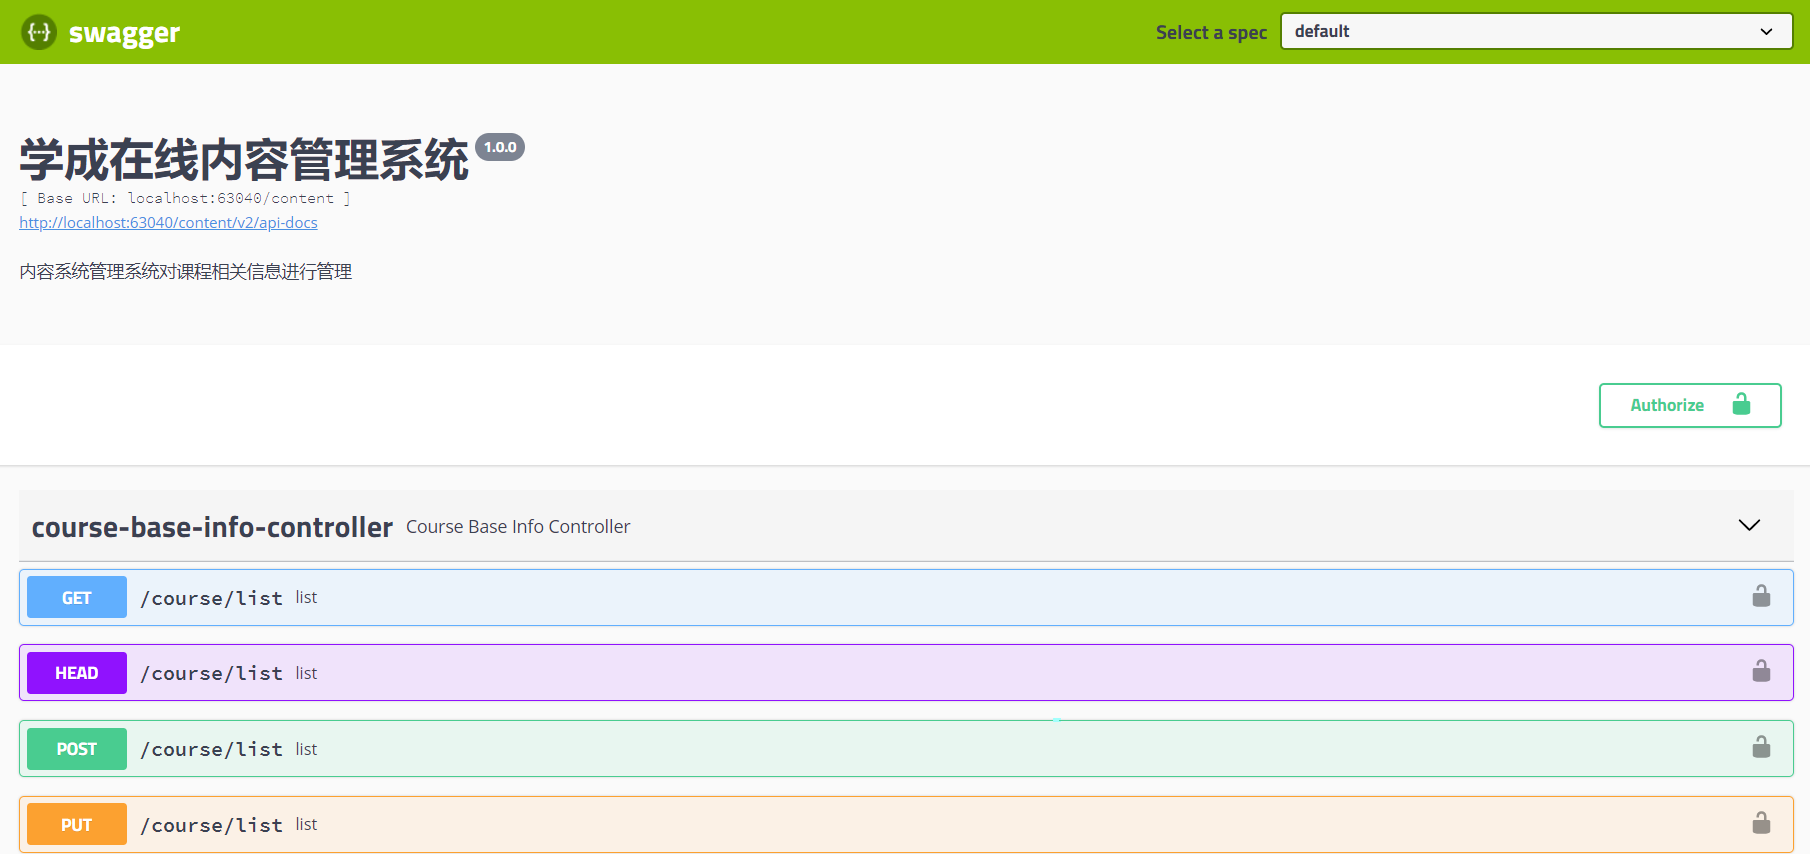 swagger
Select a spec
default
学成在线内容管理系统 1.0.0
[ Base URL: localhost:63040/content ]
http://localhost:63040/content/v2/api-docs
内容系统管理系统对课程相关信息进行管理
Authorize
course-base-info-controller Course Base Info Controller
GET /course/list list
HEAD /course/list list
POST /course/list list
PUT /course/list list